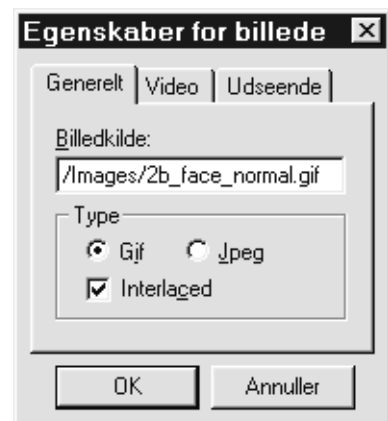 Egenskaber for billede
Generelt Video Udseende
Billedkilde:
/Images/2b_face_normal.gif
Type
Gif Jpeg
Interlaced
OK Annuller